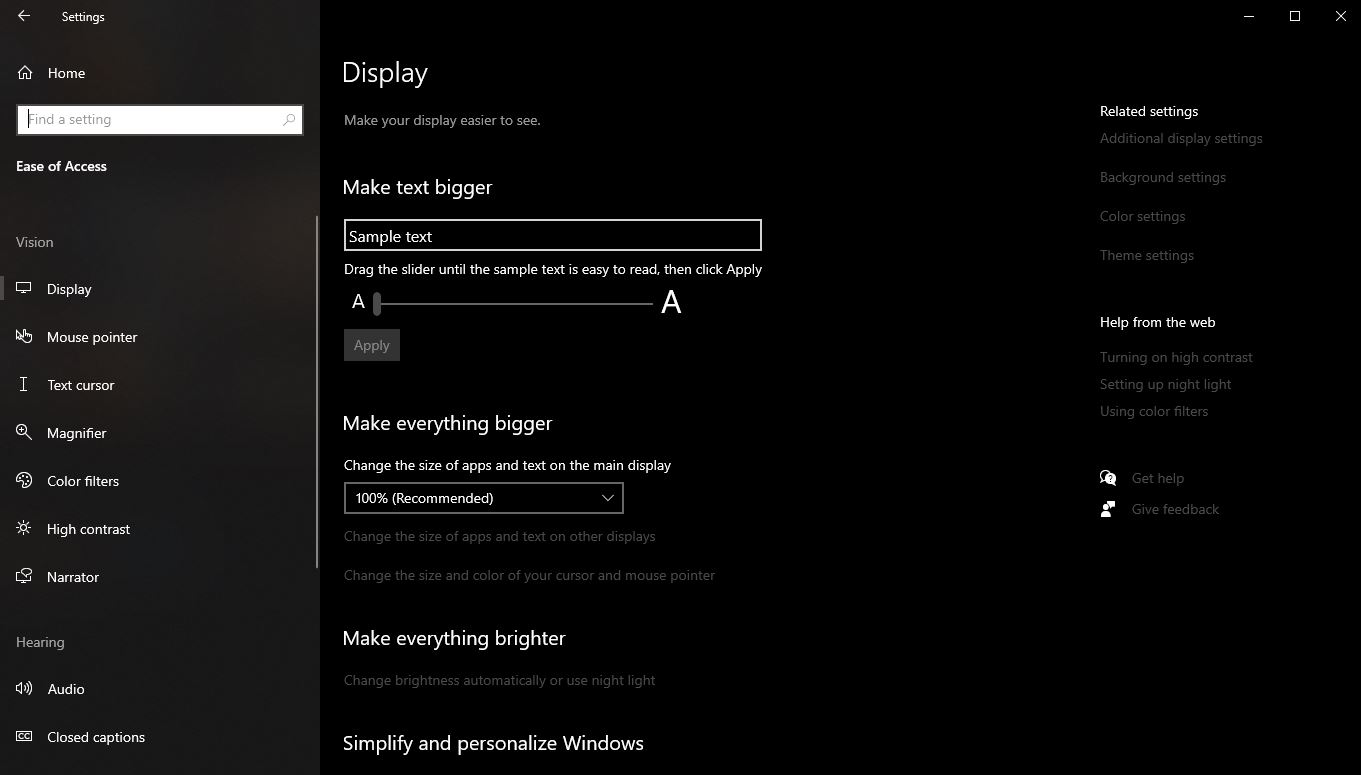 Settings
Home
Find a setting
Ease of Access
Vision
Display
Mouse pointer
Text cursor
Magnifier
Color filters
High contrast
Narrator
Hearing
Audio
CC Closed captions
Display
Make your display easier to see.
Make text bigger
Sample text
Drag the slider until the sample text is easy to read, then click Apply
A A
Apply
Make everything bigger
Change the size of apps and text on the main display
100% (Recommended)
Change the size of apps and text on other displays
Change the size and color of your cursor and mouse pointer
Make everything brighter
Change brightness automatically or use night light
Simplify and personalize Windows
Related settings
Additional display settings
Background settings
Color settings
Theme settings
Help from the web
Turning on high contrast
Setting up night light
Using color filters
Get help
Give feedback